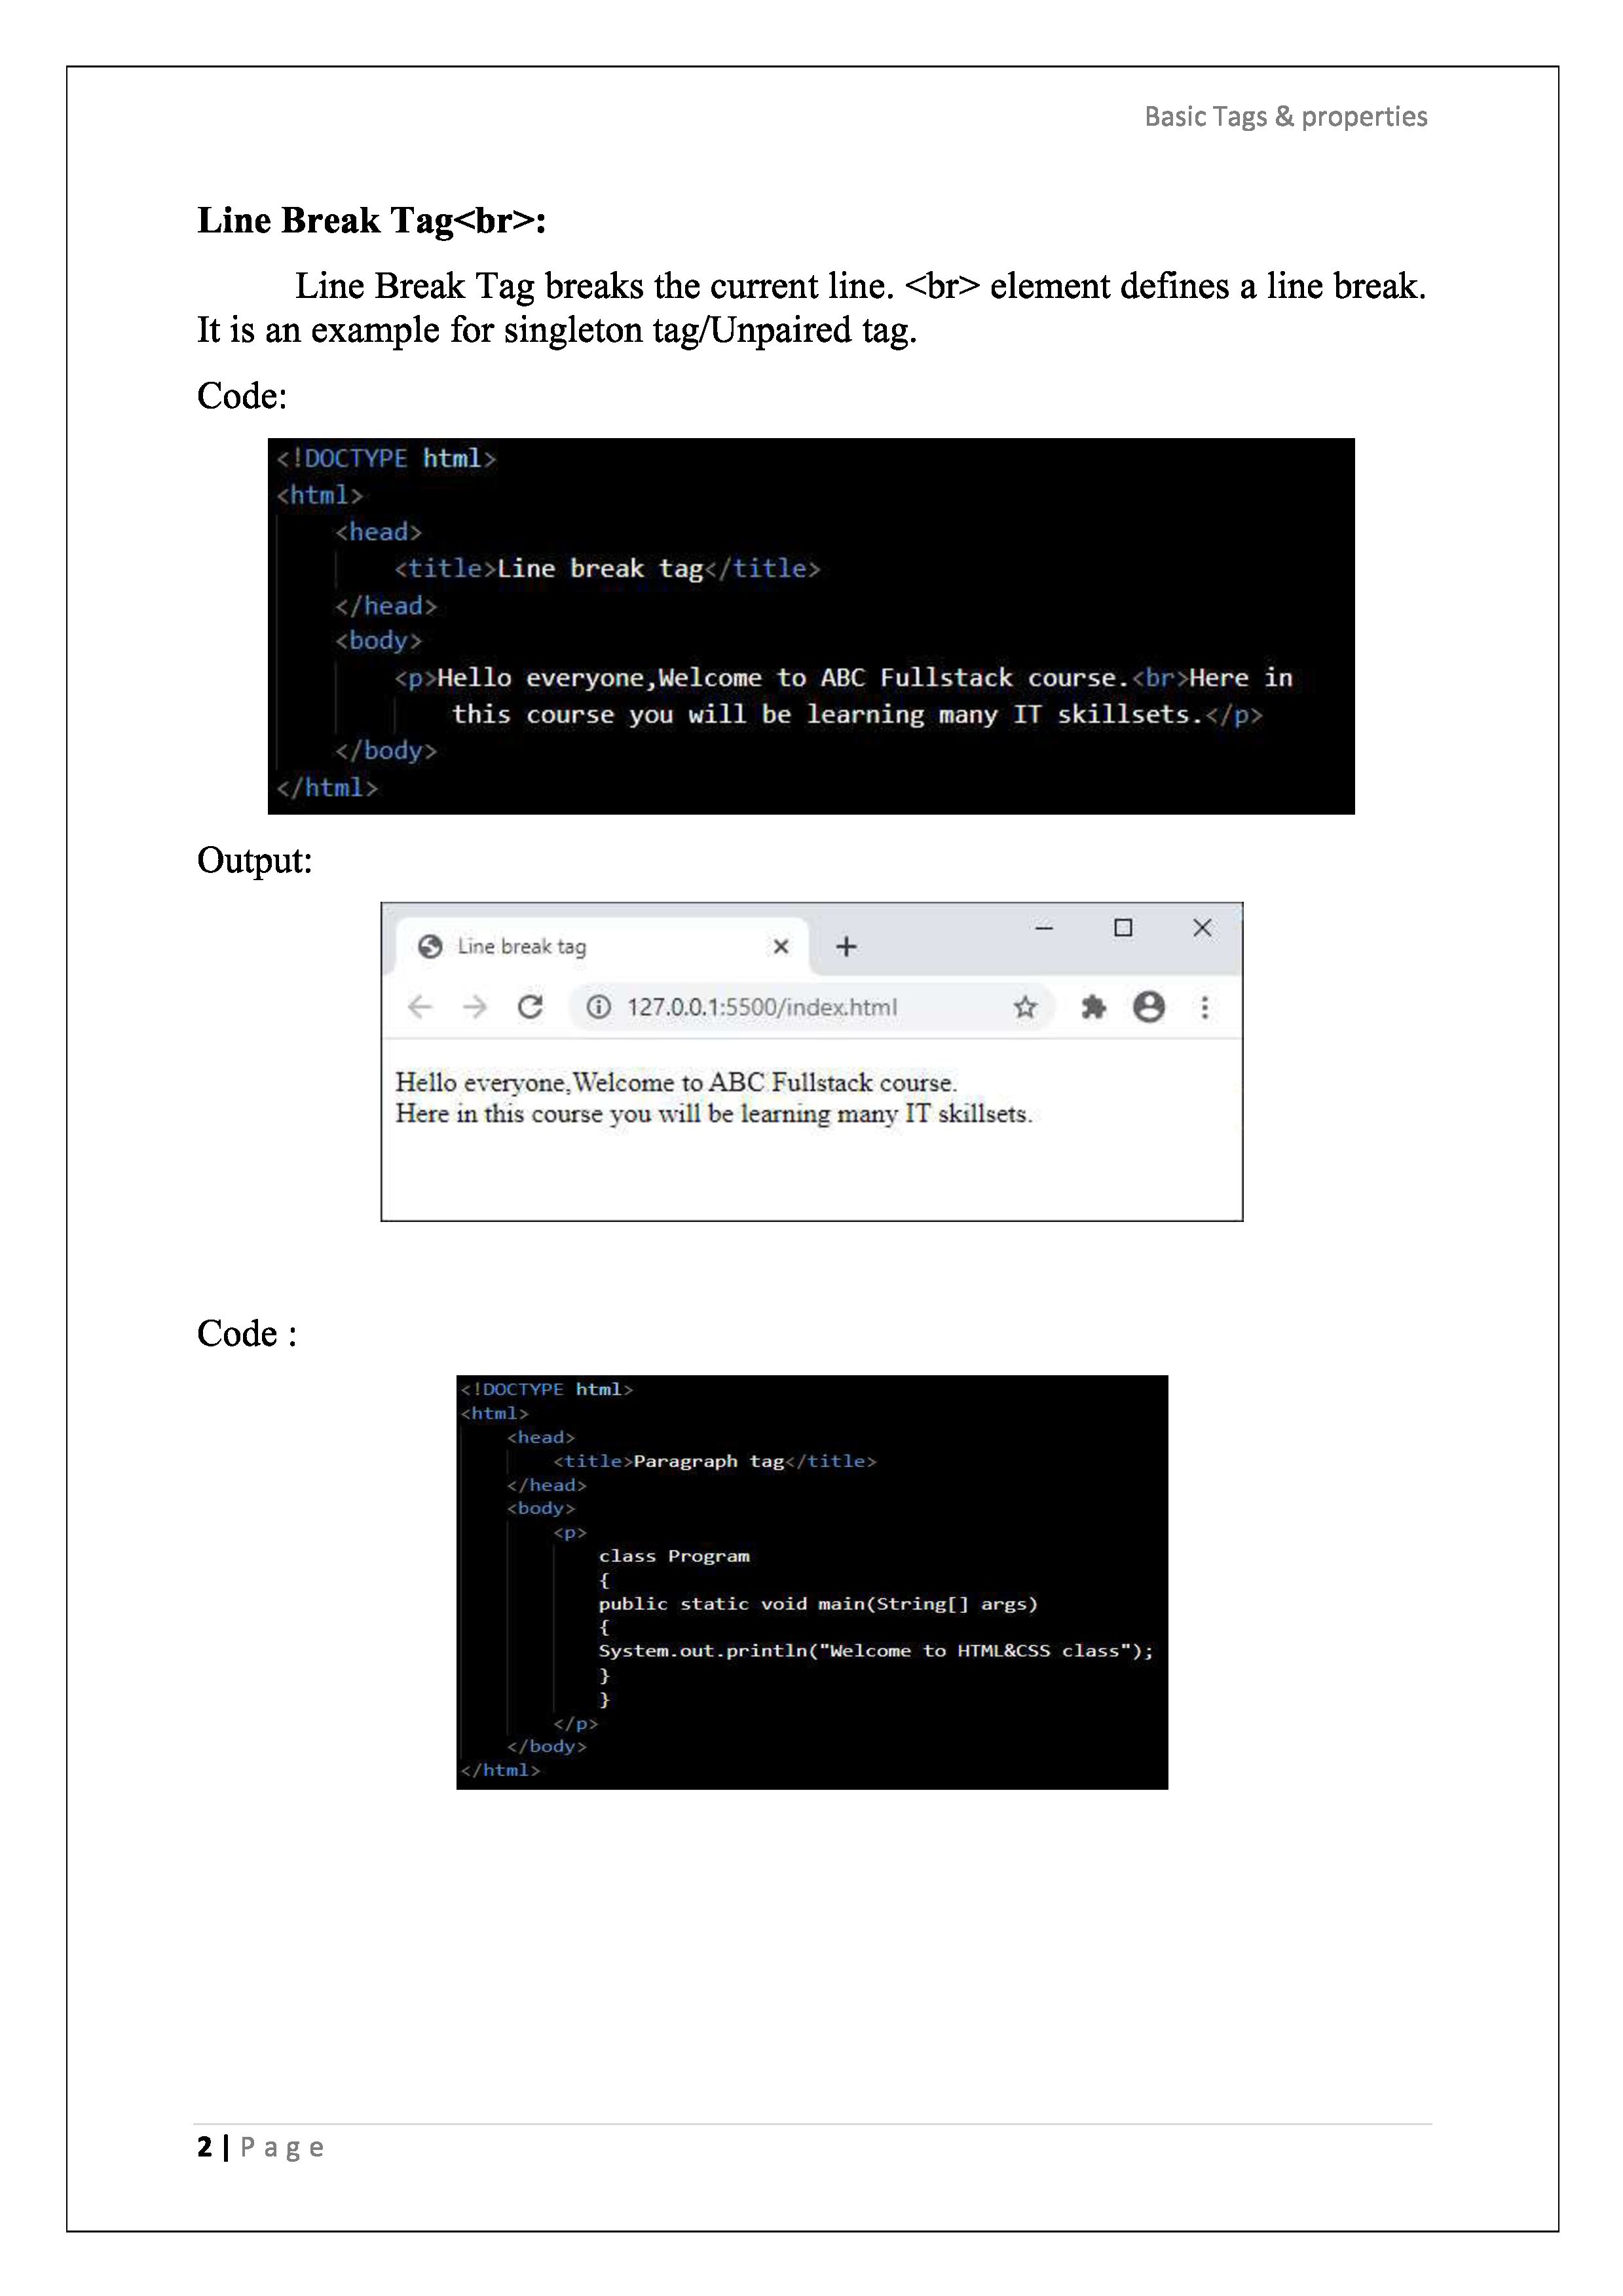 Basic Tags & properties
Line Break Tag<br>:
Line Break Tag breaks the current line. <br> element defines a line break.
It is an example for singleton tag/Unpaired tag.
Code:
<!DOCTYPE html>
<html>
<head>
<title>Line break tag</title>
</head>
<body>
<p>Hello everyone,Welcome to ABC Fullstack course.<br>Here in
this course you will be learning many IT skillsets.</p>
</body>
</html>
Output:
Line break tag
127.0.0.1:5500/index.html
Hello everyone,Welcome to ABC Fullstack course.
Here in this course you will be learning many IT skillsets.
Code :
<!DOCTYPE html>
<html>
<head>
<title>Paragraph tag</title>
</head>
<body>
<p>
class Program
{
public static void main(String[] args)
{
System.out.println("Welcome to HTML&CSS class");
}
}
</p>
</body>
</html>
2 | Page